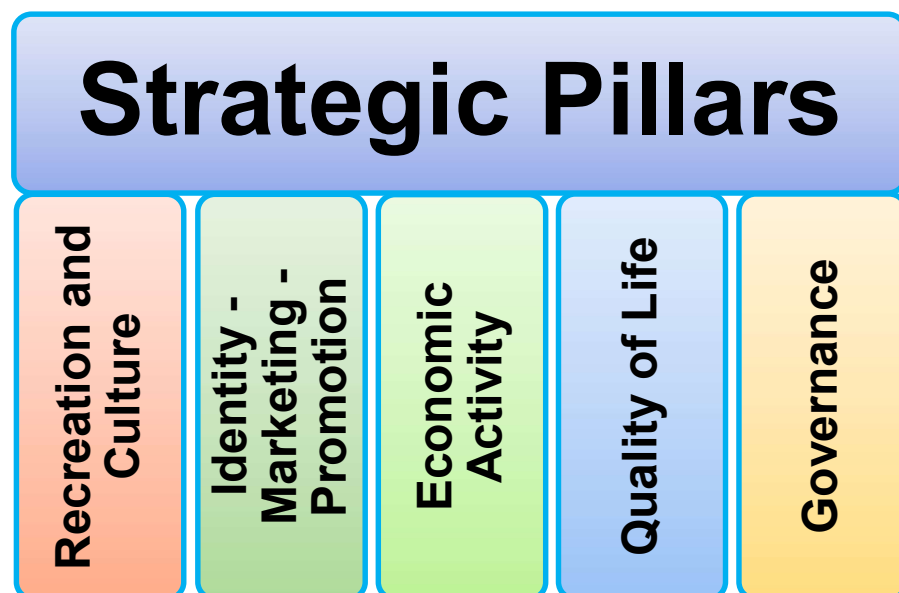 Strategic Pillars
Recreation and
Culture
Identity -
Marketing -
Promotion
Economic
Activity
Quality of Life
Governance